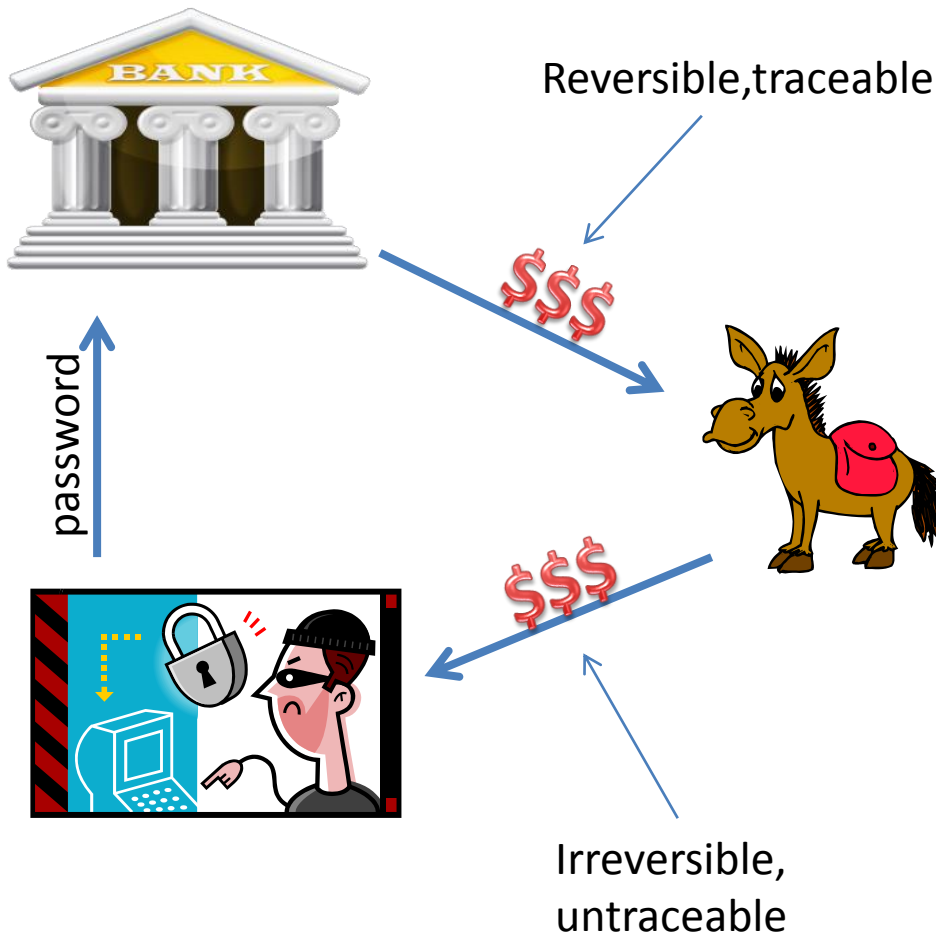 BANK
Reversible,traceable
$$$
password
$$$
Irreversible,
untraceable